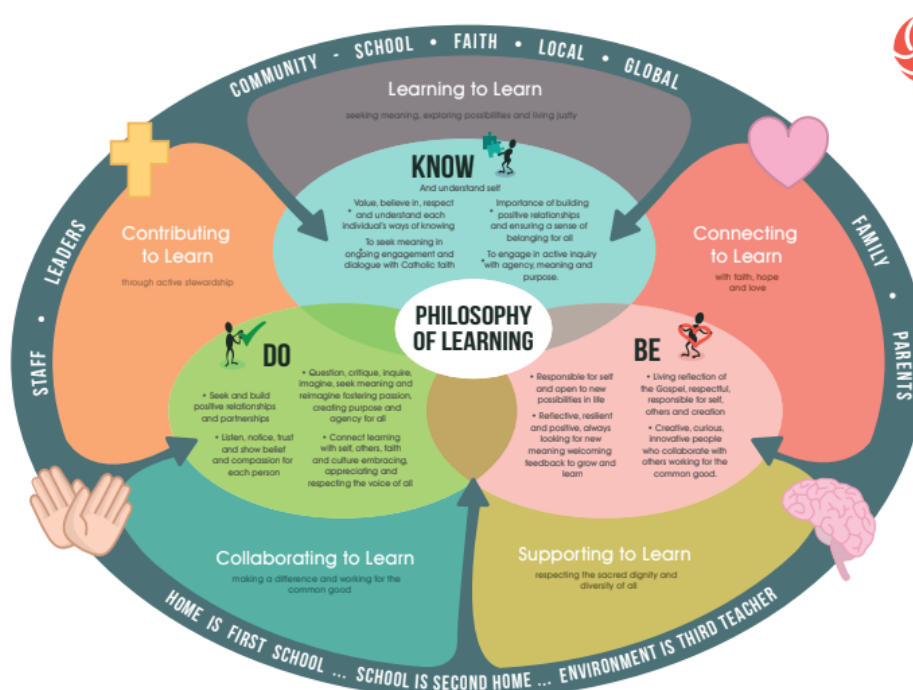 COMMUNITY - SCHOOL • FAITH • LOCAL • GLOBAL
Learning to Learn
seeking meaning, exploring possibilities and living justly
KNOW
And understand self
• Value, believe in, respect
and understand each
individual's ways of knowing
• To seek meaning in
ongoing engagement and
dialogue with Catholic faith
• Importance of building
positive relationships
and ensuring a sense of
belonging for all
• To engage in active inquiry
with agency, meaning and
purpose.
STAFF • LEADERS
Contributing
to Learn
through active stewardship
Connecting
to Learn
with faith, hope
and love
FAMILY • PARENTS
PHILOSOPHY
OF LEARNING
DO
• Seek and build
positive relationships
and partnerships
• Listen, notice, trust
and show belief
and compassion for
each person
• Question, critique, inquire,
imagine, seek meaning and
reimagine fostering passion,
creating purpose and
agency for all
• Connect learning
with self, others, faith
and culture embracing,
appreciating and
respecting the voice of all
BE
• Responsible for self
and open to new
possibilities in life
• Reflective, resilient
and positive, always
looking for new
meaning welcoming
feedback to grow and
learn
• Living reflection of
the Gospel, respectful,
responsible for self,
others and creation
• Creative, curious,
innovative people
who collaborate with
others working for the
common good.
Collaborating to Learn
making a difference and working for the
common good
Supporting to Learn
respecting the sacred dignity and
diversity of all
HOME IS FIRST SCHOOL ... SCHOOL IS SECOND HOME ... ENVIRONMENT IS THIRD TEACHER